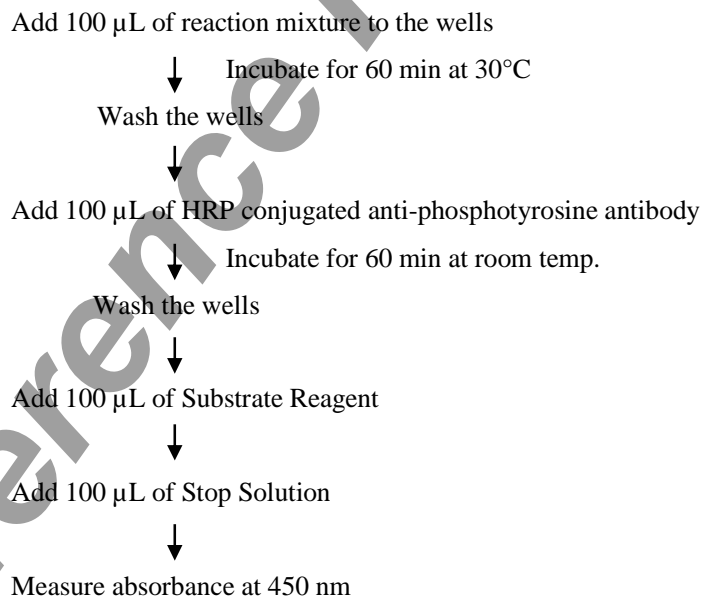 Add 100 µL of reaction mixture to the wells
Incubate for 60 min at 30°C
Wash the wells
Add 100 µL of HRP conjugated anti-phosphotyrosine antibody
Incubate for 60 min at room temp.
Wash the wells
Add 100 µL of Substrate Reagent
Add 100 µL of Stop Solution
Measure absorbance at 450 nm
erence